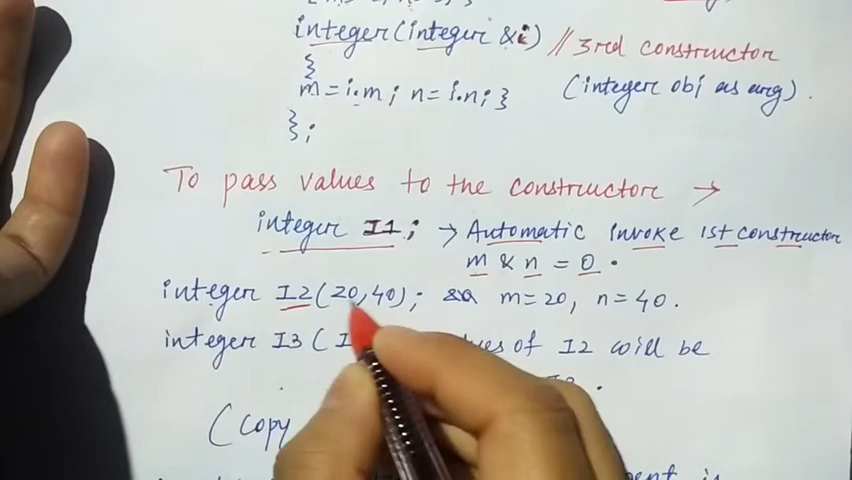 integer(integer &i) //3rd constructor
{
m=i.m; n=i.n; }
(integer obj as arg).
};
To pass values to the constructor →
integer I1; → Automatic invoke 1st constructor
m & n = 0.
integer I2(20,40); so m=20, n=40.
integer I3 ( of I2 will be
(copy